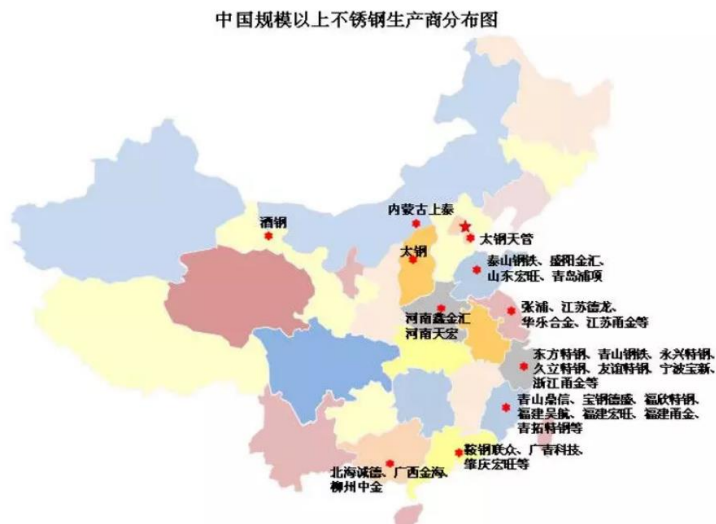 中国规模以上不锈钢生产商分布图
内蒙古上泰
酒钢
太钢天管
太钢
泰山钢铁、盛阳金汇、
山东宏旺、青岛浦项
张浦、江苏德龙、
华乐合金、江苏甬金等
河南鑫金汇
河南天宏
东方特钢、青山钢铁、永兴特钢、
久立特钢、友谊特钢、宁波宝新、
浙江甬金等
青山鼎信、宝钢德盛、福欣特钢、
福建吴航、福建宏旺、福建甬金、
青拓特钢等
鞍钢联众、广青科技、
肇庆宏旺等
北海诚德、广西金海、
柳州中金